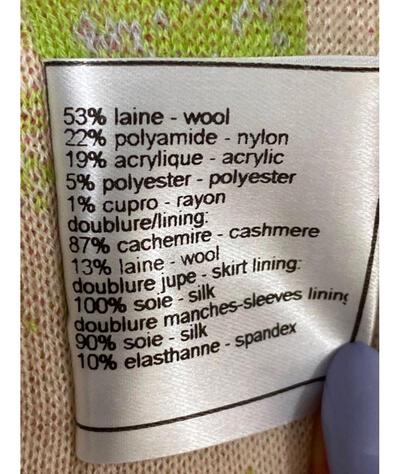 53% laine - wool
22% polyamide - nylon
19% acrylique - acrylic
5% polyester - polyester
1% cupro - rayon
doublure/lining:
87% cachemire - cashmere
13% laine - wool
doublure jupe - skirt lining:
100% soie - silk
doublure manches-sleeves lining
90% soie - silk
10% elasthanne - spandex